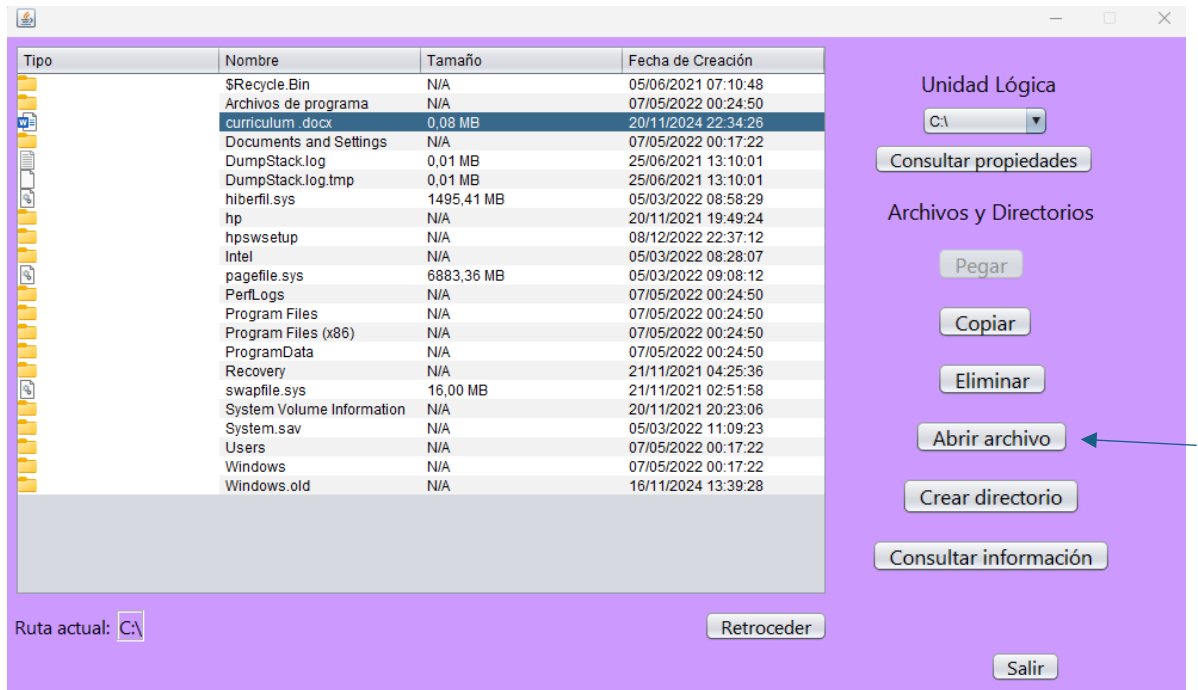 Tipo Nombre Tamaño Fecha de Creación
$Recycle.Bin N/A 05/06/2021 07:10:48
Archivos de programa N/A 07/05/2022 00:24:50
curriculum .docx 0,08 MB 20/11/2024 22:34:26
Documents and Settings N/A 07/05/2022 00:17:22
DumpStack.log 0,01 MB 25/06/2021 13:10:01
DumpStack.log.tmp 0,01 MB 25/06/2021 13:10:01
hiberfil.sys 1495,41 MB 05/03/2022 08:58:29
hp N/A 20/11/2021 19:49:24
hpswsetup N/A 08/12/2022 22:37:12
Intel N/A 05/03/2022 08:28:07
pagefile.sys 6883,36 MB 05/03/2022 09:08:12
PerfLogs N/A 07/05/2022 00:24:50
Program Files N/A 07/05/2022 00:24:50
Program Files (x86) N/A 07/05/2022 00:24:50
ProgramData N/A 07/05/2022 00:24:50
Recovery N/A 21/11/2021 04:25:36
swapfile.sys 16,00 MB 21/11/2021 02:51:58
System Volume Information N/A 20/11/2021 20:23:06
System.sav N/A 05/03/2022 11:09:23
Users N/A 07/05/2022 00:17:22
Windows N/A 07/05/2022 00:17:22
Windows.old N/A 16/11/2024 13:39:28
Ruta actual: C:\
Retroceder
Unidad Lógica
C:\
Consultar propiedades
Archivos y Directorios
Pegar
Copiar
Eliminar
Abrir archivo
Crear directorio
Consultar información
Salir